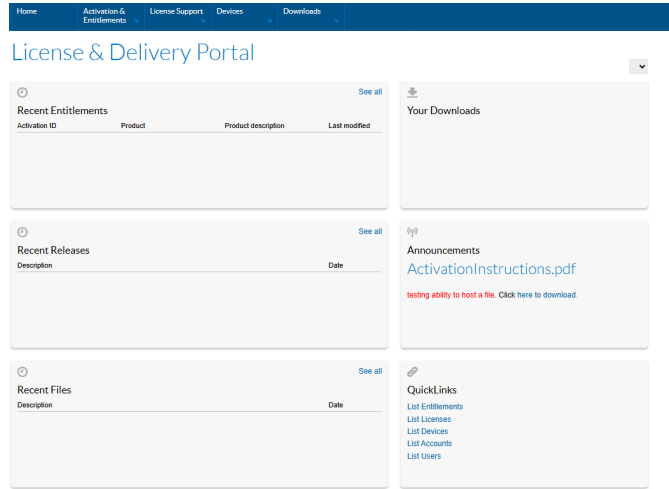 Home
Activation &
Entitlements
License Support
Devices
Downloads
License & Delivery Portal
See all
Recent Entitlements
Activation ID Product Product description Last modified
Your Downloads
See all
Recent Releases
Description Date
Announcements
ActivationInstructions.pdf
testing ability to host a file. Click here to download.
See all
Recent Files
Description Date
QuickLinks
List Entitlements
List Licenses
List Devices
List Accounts
List Users